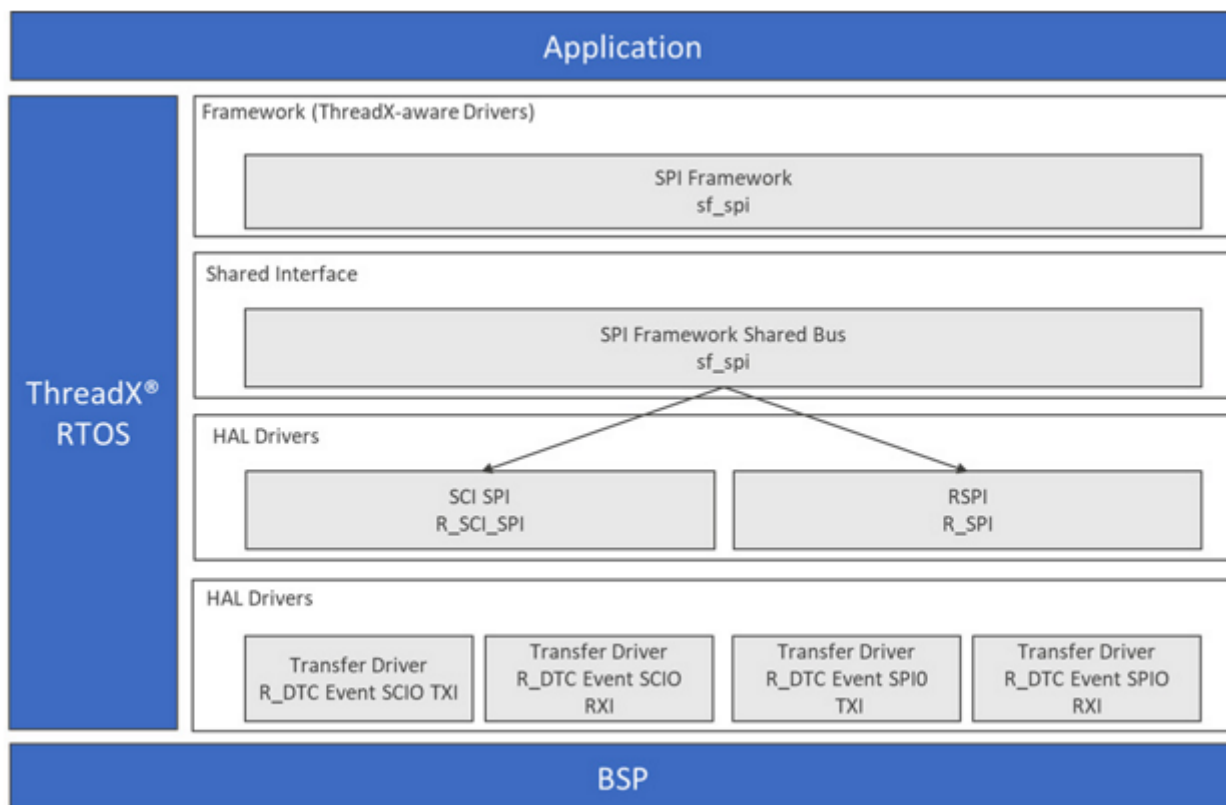 Application
ThreadX®
RTOS
Framework (ThreadX-aware Drivers)
SPI Framework
sf_spi
Shared Interface
SPI Framework Shared Bus
sf_spi
HAL Drivers
SCI SPI
R_SCI_SPI
RSPI
R_SPI
HAL Drivers
Transfer Driver
R_DTC Event SCIO TXI
Transfer Driver
R_DTC Event SCIO
RXI
Transfer Driver
R_DTC Event SPI0
TXI
Transfer Driver
R_DTC Event SPIO
RXI
BSP